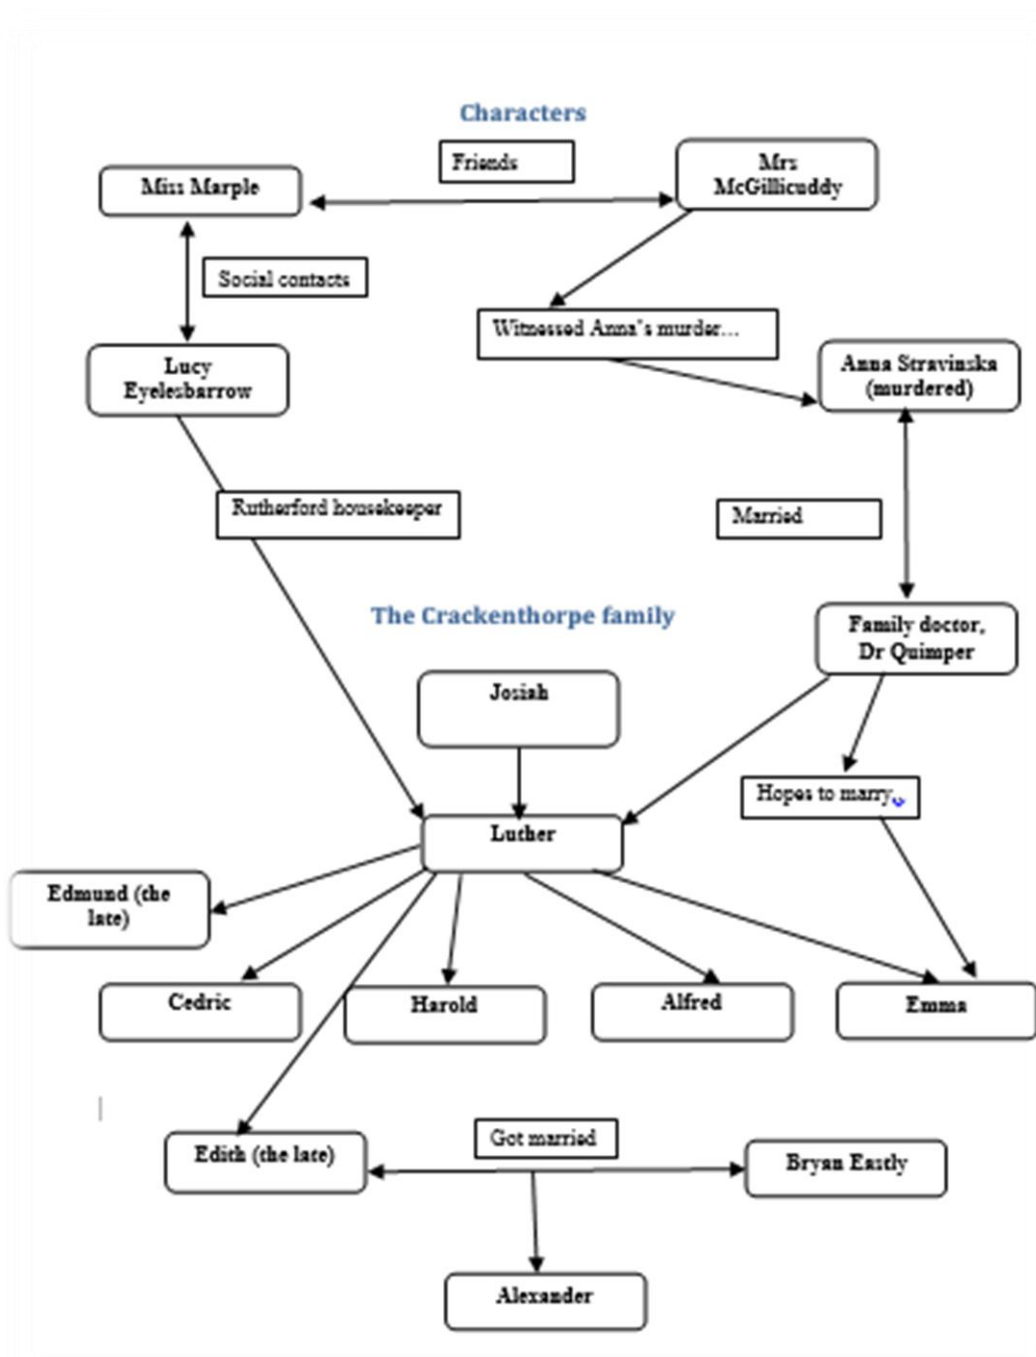 Characters
Friends
Miss Marple
Mrs
McGillicuddy
Social contacts
Witnessed Anna's murder...
Lucy
Eyelesbarrow
Anna Stravinska
(murdered)
Rutherford housekeeper
Married
The Crackenthorpe family
Family doctor,
Dr Quimper
Josiah
Hopes to marry
Luther
Edmund (the
late)
Cedric
Harold
Alfred
Emma
Got married
Edith (the late)
Bryan Eastly
Alexander